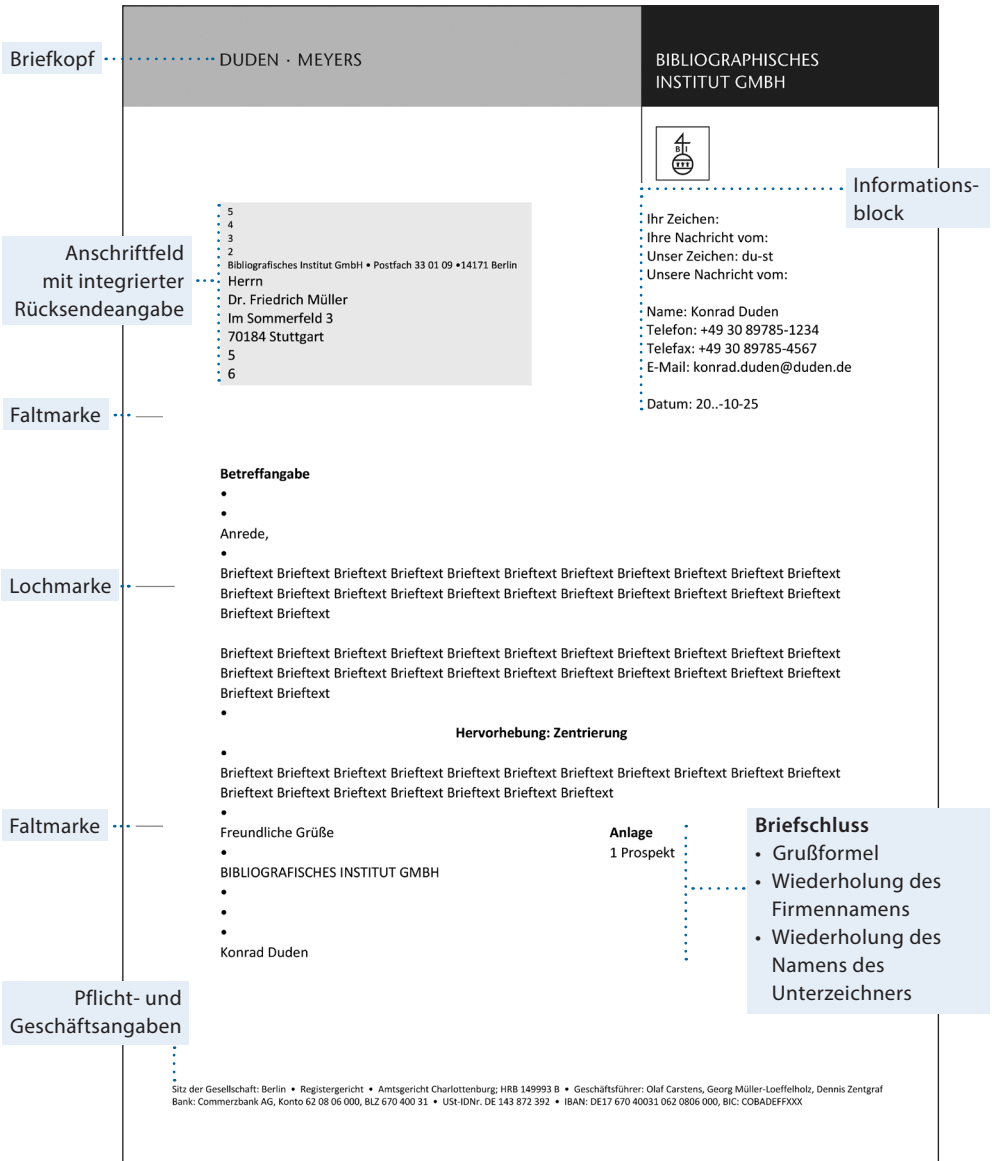 Briefkopf
DUDEN · MEYERS
BIBLIOGRAPHISCHES
INSTITUT GMBH
B I
Informations-
block
Anschriftfeld
mit integrierter
Rücksendeangabe
5
4
3
2
Bibliografisches Institut GmbH • Postfach 33 01 09 •14171 Berlin
Herrn
Dr. Friedrich Müller
Im Sommerfeld 3
70184 Stuttgart
5
6
Ihr Zeichen:
Ihre Nachricht vom:
Unser Zeichen: du-st
Unsere Nachricht vom:
Name: Konrad Duden
Telefon: +49 30 89785-1234
Telefax: +49 30 89785-4567
E-Mail: konrad.duden@duden.de
Datum: 20..-10-25
Faltmarke
Betreffangabe
•
•
Anrede,
•
Lochmarke
Brieftext Brieftext Brieftext Brieftext Brieftext Brieftext Brieftext Brieftext Brieftext Brieftext Brieftext
Brieftext Brieftext Brieftext Brieftext Brieftext Brieftext Brieftext Brieftext Brieftext Brieftext Brieftext
Brieftext Brieftext
Brieftext Brieftext Brieftext Brieftext Brieftext Brieftext Brieftext Brieftext Brieftext Brieftext Brieftext
Brieftext Brieftext Brieftext Brieftext Brieftext Brieftext Brieftext Brieftext Brieftext Brieftext Brieftext
Brieftext Brieftext
•
Hervorhebung: Zentrierung
•
Brieftext Brieftext Brieftext Brieftext Brieftext Brieftext Brieftext Brieftext Brieftext Brieftext Brieftext
Brieftext Brieftext Brieftext Brieftext Brieftext Brieftext Brieftext
•
Faltmarke
Freundliche Grüße
•
BIBLIOGRAFISCHES INSTITUT GMBH
•
•
•
Konrad Duden
Anlage
1 Prospekt
Briefschluss
• Grußformel
• Wiederholung des
Firmennamens
• Wiederholung des
Namens des
Unterzeichners
Pflicht- und
Geschäftsangaben
Sitz der Gesellschaft: Berlin • Registergericht • Amtsgericht Charlottenburg; HRB 149993 B • Geschäftsführer: Olaf Carstens, Georg Müller-Loeffelholz, Dennis Zentgraf
Bank: Commerzbank AG, Konto 62 08 06 000, BLZ 670 400 31 • USt-IDNr. DE 143 872 392 • IBAN: DE17 670 40031 062 0806 000, BIC: COBADEFFXXX